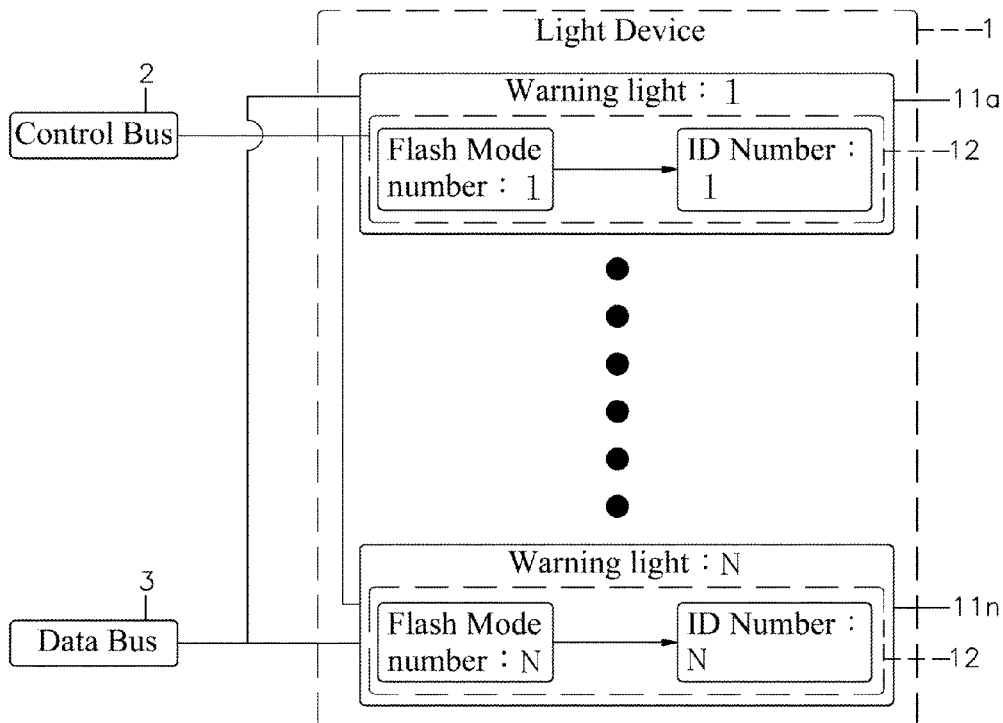 Light Device
1
2
Control Bus
Warning light：1
11a
Flash Mode
number：1
ID Number：
1
12
Warning light：N
11n
3
Data Bus
Flash Mode
number：N
ID Number：
N
12